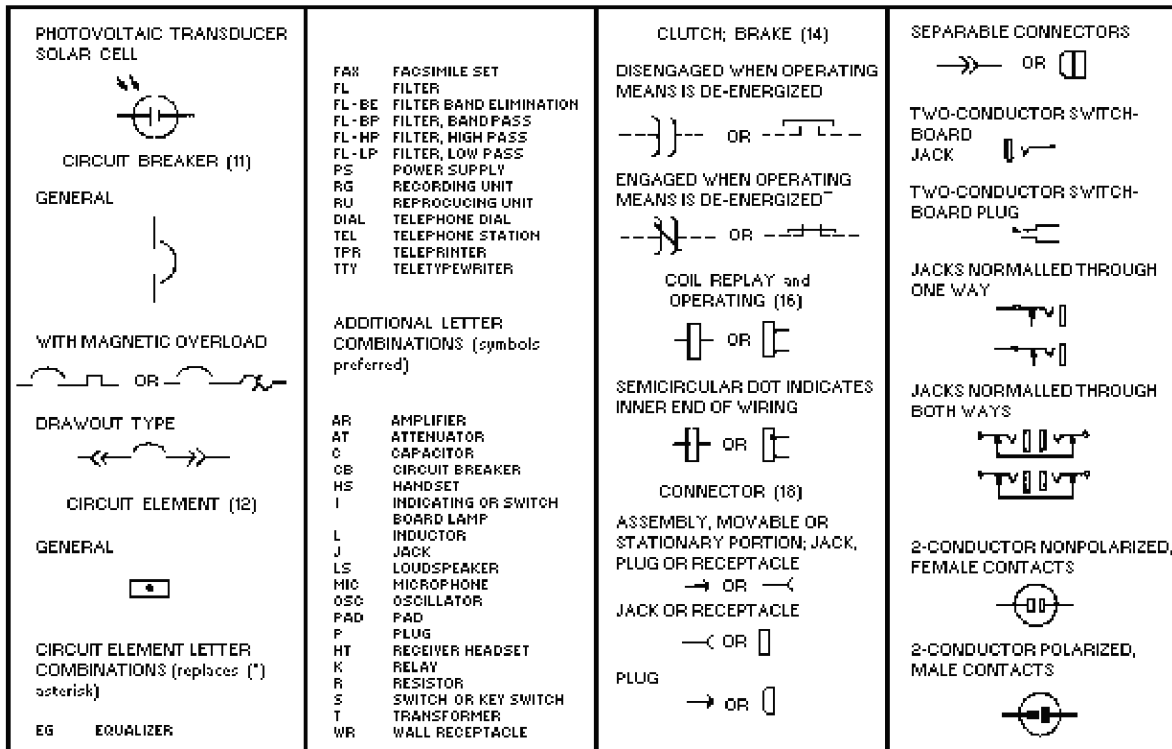 PHOTOVOLTAIC TRANSDUCER
SOLAR CELL
CIRCUIT BREAKER (11)
GENERAL
WITH MAGNETIC OVERLOAD
OR
DRAWOUT TYPE
CIRCUIT ELEMENT (12)
GENERAL
CIRCUIT ELEMENT LETTER
COMBINATIONS (replaces (*)
asterisk)
EG EQUALIZER
FAX FACSIMILE SET
FL FILTER
FL-BE FILTER BAND ELIMINATION
FL-BP FILTER, BAND PASS
FL-HP FILTER, HIGH PASS
FL-LP FILTER, LOW PASS
PS POWER SUPPLY
RG RECORDING UNIT
RU REPROCUCING UNIT
DIAL TELEPHONE DIAL
TEL TELEPHONE STATION
TPR TELEPRINTER
TTY TELETYPEWRITER
ADDITIONAL LETTER
COMBINATIONS (symbols
preferred)
AR AMPLIFIER
AT ATTENUATOR
C CAPACITOR
CB CIRCUIT BREAKER
HS HANDSET
I INDICATING OR SWITCH
BOARD LAMP
L INDUCTOR
J JACK
LS LOUDSPEAKER
MIC MICROPHONE
OSC OSCILLATOR
PAD PAD
P PLUG
HT RECEIVER HEADSET
K RELAY
R RESISTOR
S SWITCH OR KEY SWITCH
T TRANSFORMER
WR WALL RECEPTACLE
CLUTCH; BRAKE (14)
DISENGAGED WHEN OPERATING
MEANS IS DE-ENERGIZED
OR
ENGAGED WHEN OPERATING
MEANS IS DE-ENERGIZED
OR
COIL REPLAY and
OPERATING (16)
OR
SEMICIRCULAR DOT INDICATES
INNER END OF WIRING
OR
CONNECTOR (18)
ASSEMBLY, MOVABLE OR
STATIONARY PORTION; JACK,
PLUG OR RECEPTACLE
OR
JACK OR RECEPTACLE
OR
PLUG
OR
SEPARABLE CONNECTORS
OR
TWO-CONDUCTOR SWITCH-
BOARD
JACK
TWO-CONDUCTOR SWITCH-
BOARD PLUG
JACKS NORMALLED THROUGH
ONE WAY
JACKS NORMALLED THROUGH
BOTH WAYS
2-CONDUCTOR NONPOLARIZED,
FEMALE CONTACTS
2-CONDUCTOR POLARIZED,
MALE CONTACTS